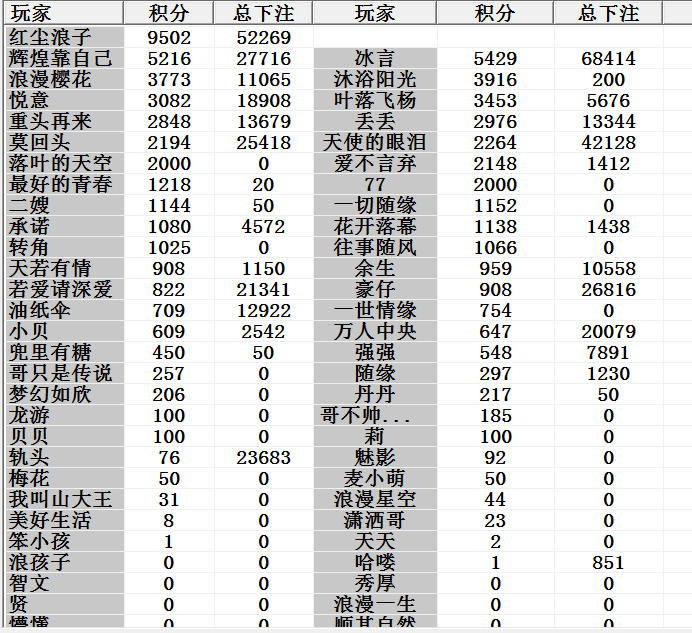 玩家 积分 总下注 玩家 积分 总下注
红尘浪子 9502 52269
辉煌靠自己 5216 27716 冰言 5429 68414
浪漫樱花 3773 11065 沐浴阳光 3916 200
悦意 3082 18908 叶落飞杨 3453 5676
重头再来 2848 13679 丢丢 2976 13344
莫回头 2194 25418 天使的眼泪 2264 42128
落叶的天空 2000 0 爱不言弃 2148 1412
最好的青春 1218 20 77 2000 0
二嫂 1144 50 一切随缘 1152 0
承诺 1080 4572 花开落幕 1138 1438
转角 1025 0 往事随风 1066 0
天若有情 908 1150 余生 959 10558
若爱请深爱 822 21341 豪仔 908 26816
油纸伞 709 12922 一世情缘 754 0
小贝 609 2542 万人中央 647 20079
兜里有糖 450 50 强强 548 7891
哥只是传说 257 0 随缘 297 1230
梦幻如欣 206 0 丹丹 217 50
龙游 100 0 哥不帅... 185 0
贝贝 100 0 莉 100 0
轨头 76 23683 魅影 92 0
梅花 50 0 麦小萌 50 0
我叫山大王 31 0 浪漫星空 44 0
美好生活 8 0 潇洒哥 23 0
笨小孩 1 0 天天 2 0
浪孩子 0 0 哈喽 1 851
智文 0 0 秀厚 0 0
贤 0 0 浪漫一生 0 0
懵懂 0 0 顺其自然 0 0